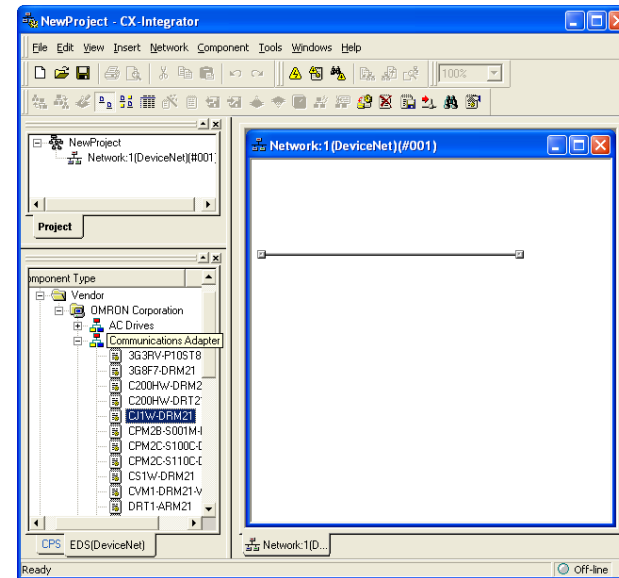 NewProject - CX-Integrator
File Edit View Insert Network Component Tools Windows Help
100%
NewProject
Network:1(DeviceNet)(#001)
Project
omponent Type
Vendor
OMRON Corporation
AC Drives
Communications Adapter
3G3RV-P10ST8
3G8F7-DRM21
C200HW-DRM2
C200HW-DRT2
CJ1W-DRM21
CPM2B-S001M-
CPM2C-S100C-
CPM2C-S110C-
CS1W-DRM21
CVM1-DRM21-V
DRT1-ARM21
CPS EDS(DeviceNet)
Network:1(DeviceNet)(#001)
Network:1(D...
Ready
Off-line